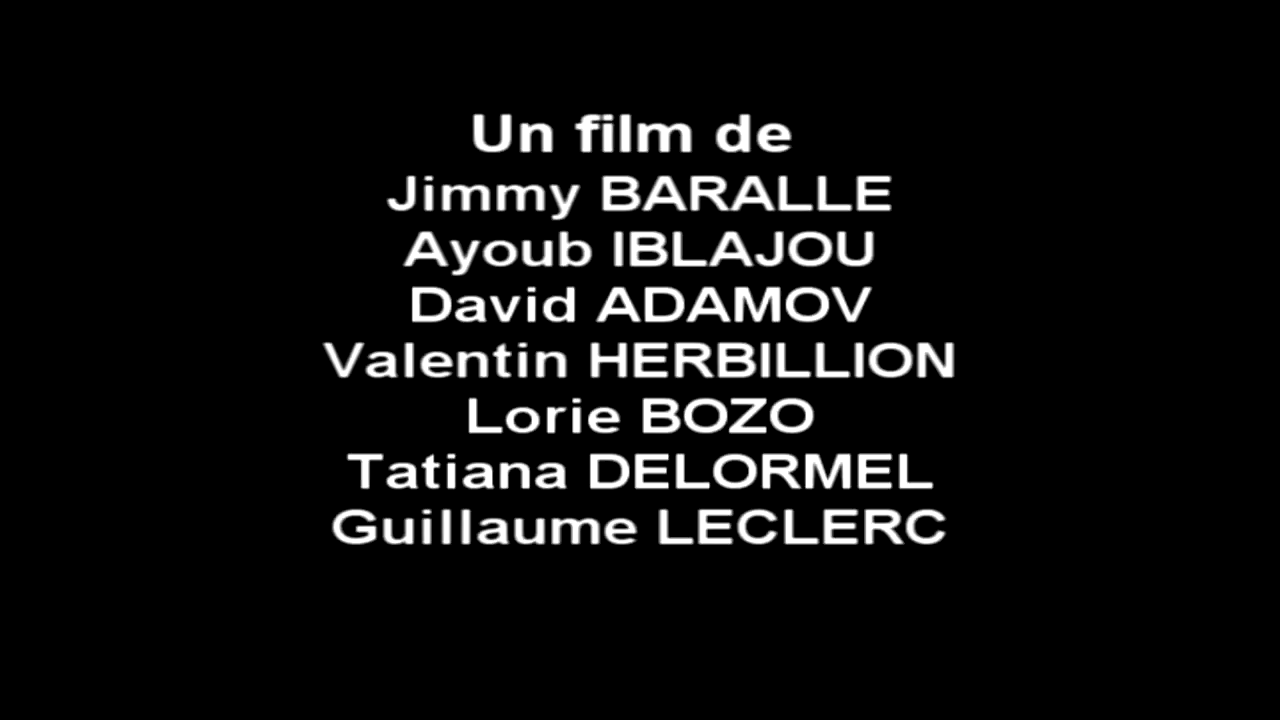 Un film de
Jimmy BARALLE
Ayoub IBLAJOU
David ADAMOV
Valentin HERBILLION
Lorie BOZO
Tatiana DELORMEL
Guillaume LECLERC